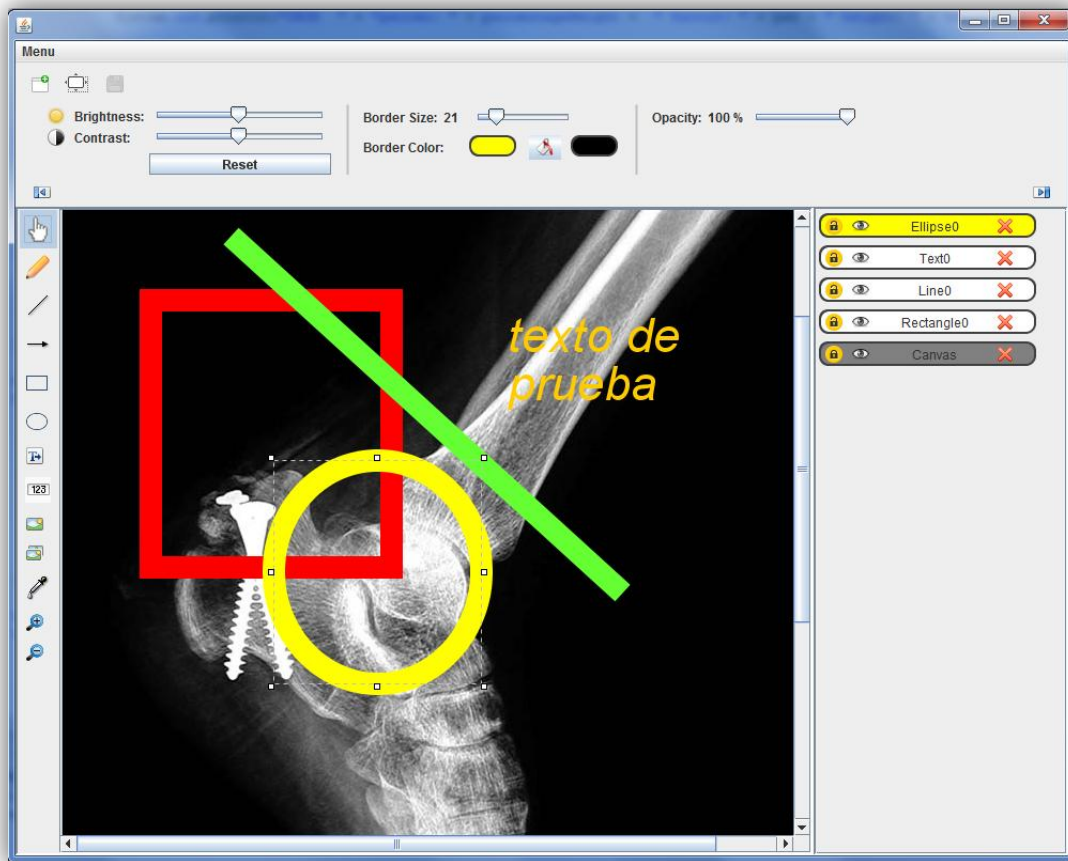 Menu
Brightness:
Contrast:
Reset
Border Size: 21
Border Color:
Opacity: 100 %
Ellipse0
Text0
Line0
Rectangle0
Canvas
T
123
texto de
prueba